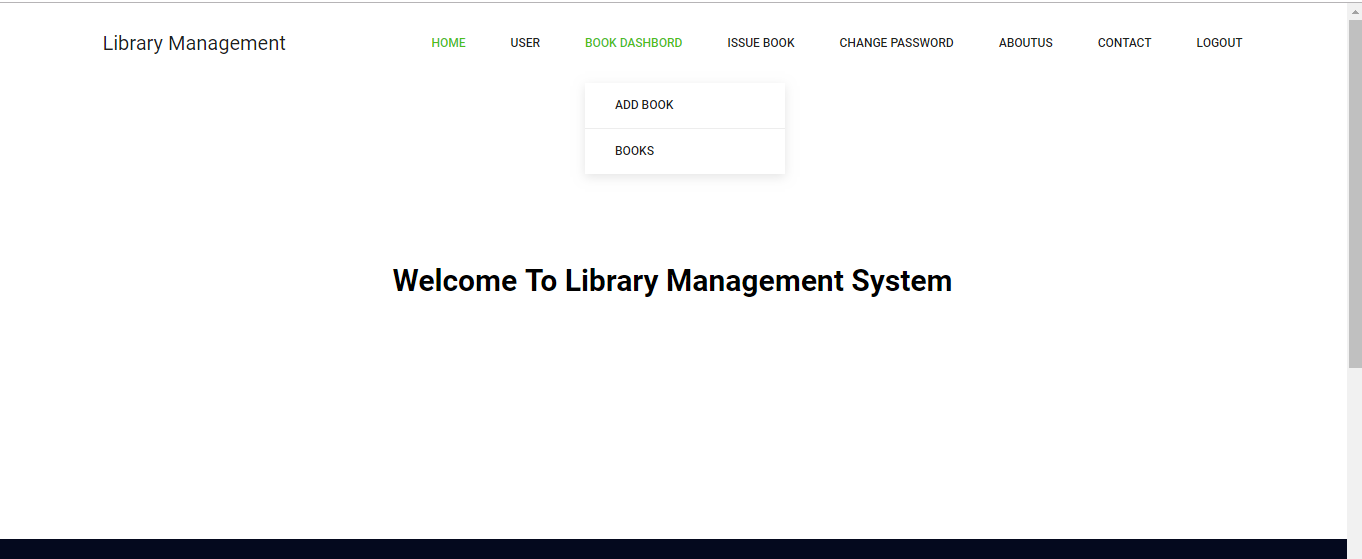 Library Management
HOME USER BOOK DASHBORD ISSUE BOOK CHANGE PASSWORD ABOUTUS CONTACT LOGOUT
ADD BOOK
BOOKS
Welcome To Library Management System